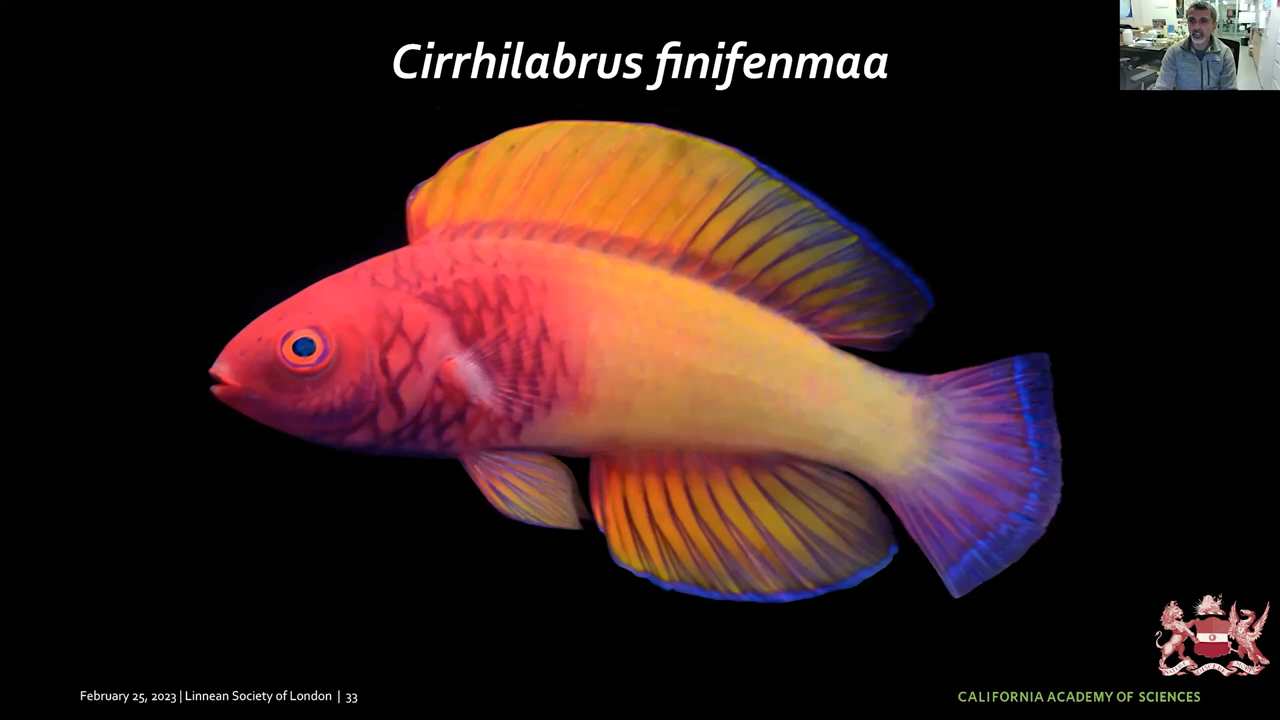 Cirrhilabrus finifenmaa
February 25, 2023 | Linnean Society of London | 33
CALIFORNIA ACADEMY OF SCIENCES